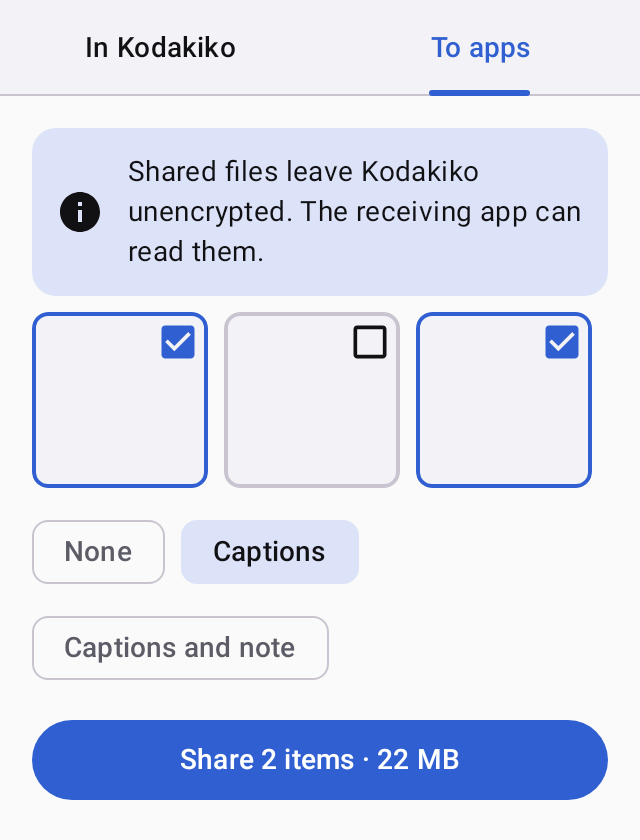 In Kodakiko
To apps
Shared files leave Kodakiko
unencrypted. The receiving app can
read them.
None
Captions
Captions and note
Share 2 items · 22 MB